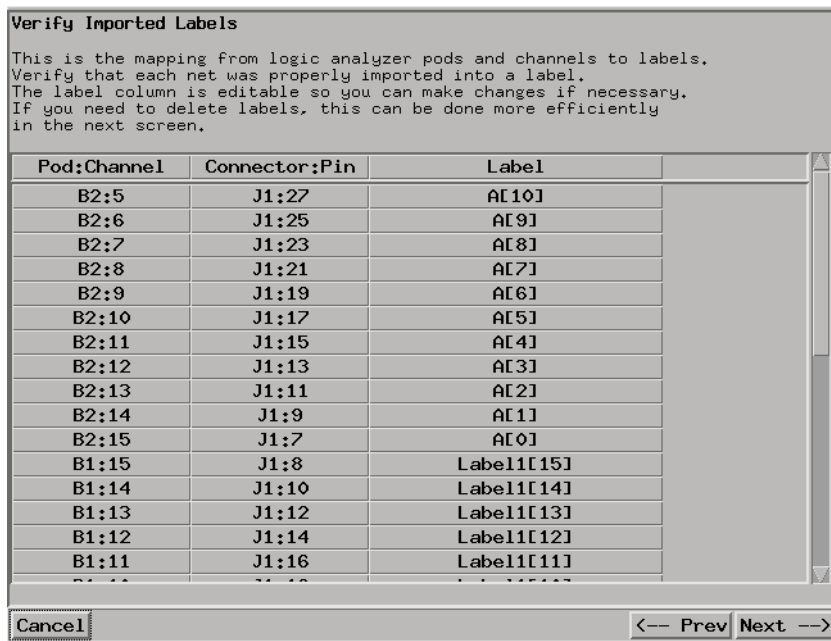 Verify Imported Labels
This is the mapping from logic analyzer pods and channels to labels.
Verify that each net was properly imported into a label.
The label column is editable so you can make changes if necessary.
If you need to delete labels, this can be done more efficiently
in the next screen.
Pod:Channel Connector:Pin Label
B2:5 J1:27 A[10]
B2:6 J1:25 A[9]
B2:7 J1:23 A[8]
B2:8 J1:21 A[7]
B2:9 J1:19 A[6]
B2:10 J1:17 A[5]
B2:11 J1:15 A[4]
B2:12 J1:13 A[3]
B2:13 J1:11 A[2]
B2:14 J1:9 A[1]
B2:15 J1:7 A[0]
B1:15 J1:8 Label1[15]
B1:14 J1:10 Label1[14]
B1:13 J1:12 Label1[13]
B1:12 J1:14 Label1[12]
B1:11 J1:16 Label1[11]
Cancel <-- Prev Next -->